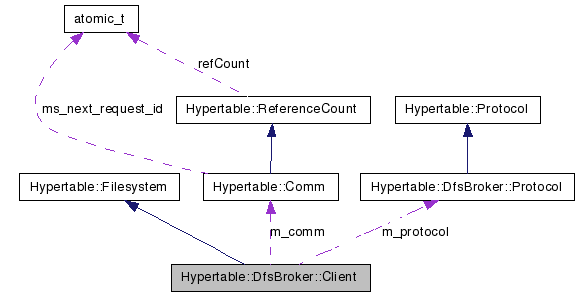 atomic_t
refCount
ms_next_request_id
Hypertable::ReferenceCount
Hypertable::Protocol
Hypertable::Filesystem
Hypertable::Comm
Hypertable::DfsBroker::Protocol
m_comm
m_protocol
Hypertable::DfsBroker::Client